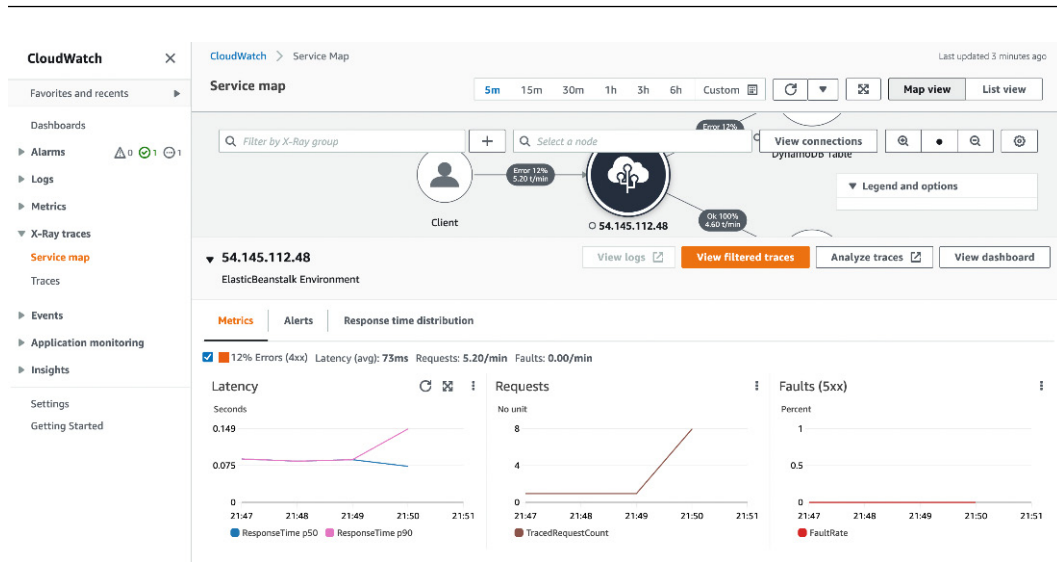 CloudWatch
Favorites and recents
Dashboards
Alarms 0 1 1
Logs
Metrics
X-Ray traces
Service map
Traces
Events
Application monitoring
Insights
Settings
Getting Started
CloudWatch > Service Map
Last updated 3 minutes ago
Service map
5m 15m 30m 1h 3h 6h Custom
Map view List view
Filter by X-Ray group
Select a node
View connections
Error 12%
DynamoDB Table
Error 12%
5.20 t/min
Legend and options
Client
54.145.112.48
Ok 100%
4.60 t/min
54.145.112.48
ElasticBeanstalk Environment
View logs View filtered traces Analyze traces View dashboard
Metrics Alerts Response time distribution
12% Errors (4xx) Latency (avg): 73ms Requests: 5.20/min Faults: 0.00/min
Latency
Seconds
0.149
0.075
0
21:47 21:48 21:49 21:50 21:51
ResponseTime p50 ResponseTime p90
Requests
No unit
8
4
0
21:47 21:48 21:49 21:50 21:51
TracedRequestCount
Faults (5xx)
Percent
1
0.5
0
21:47 21:48 21:49 21:50 21:51
FaultRate